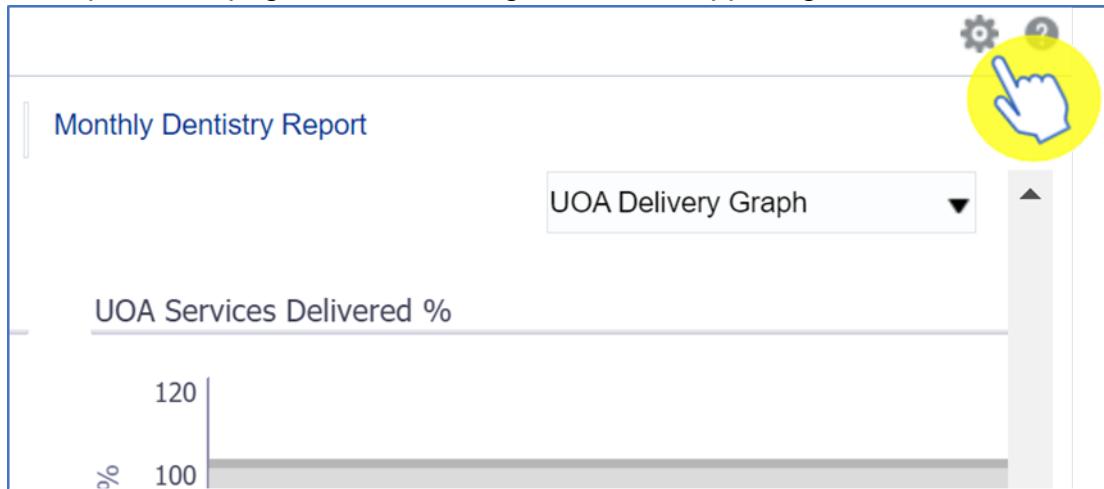 ?
Monthly Dentistry Report
UOA Delivery Graph
UOA Services Delivered %
120
100
%